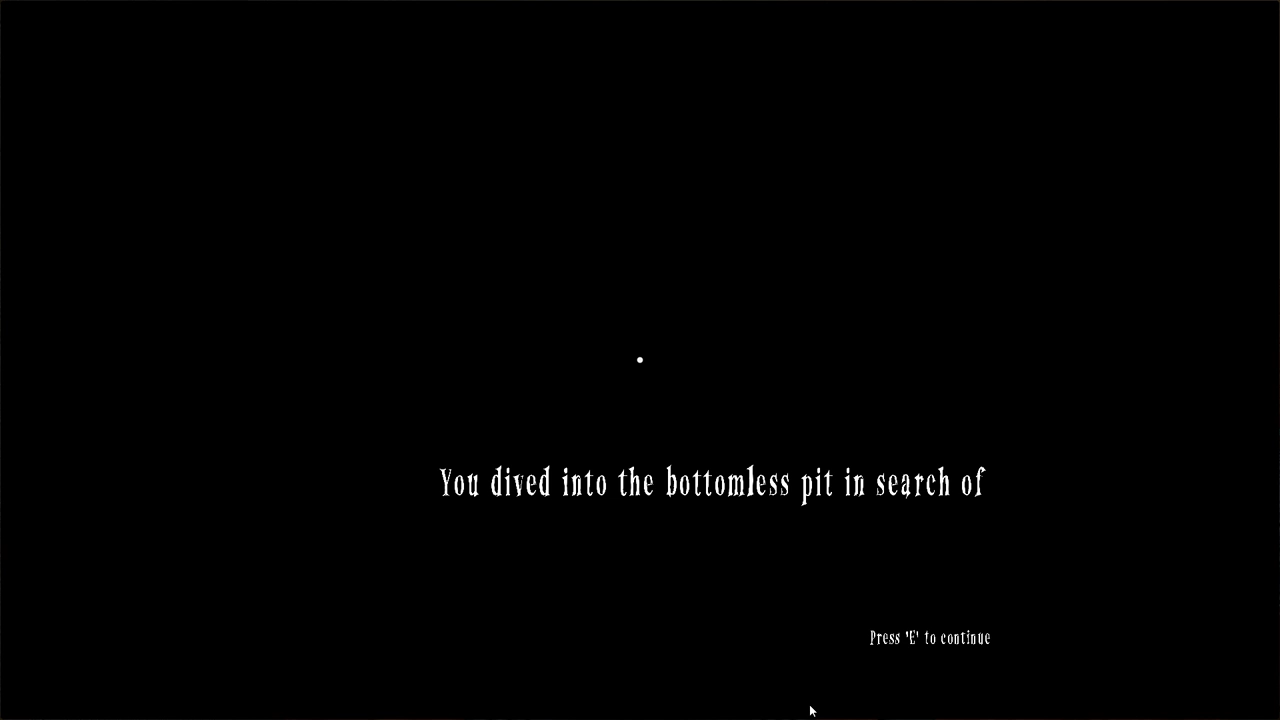 You dived into the bottomless pit in search of
Press 'E' to continue